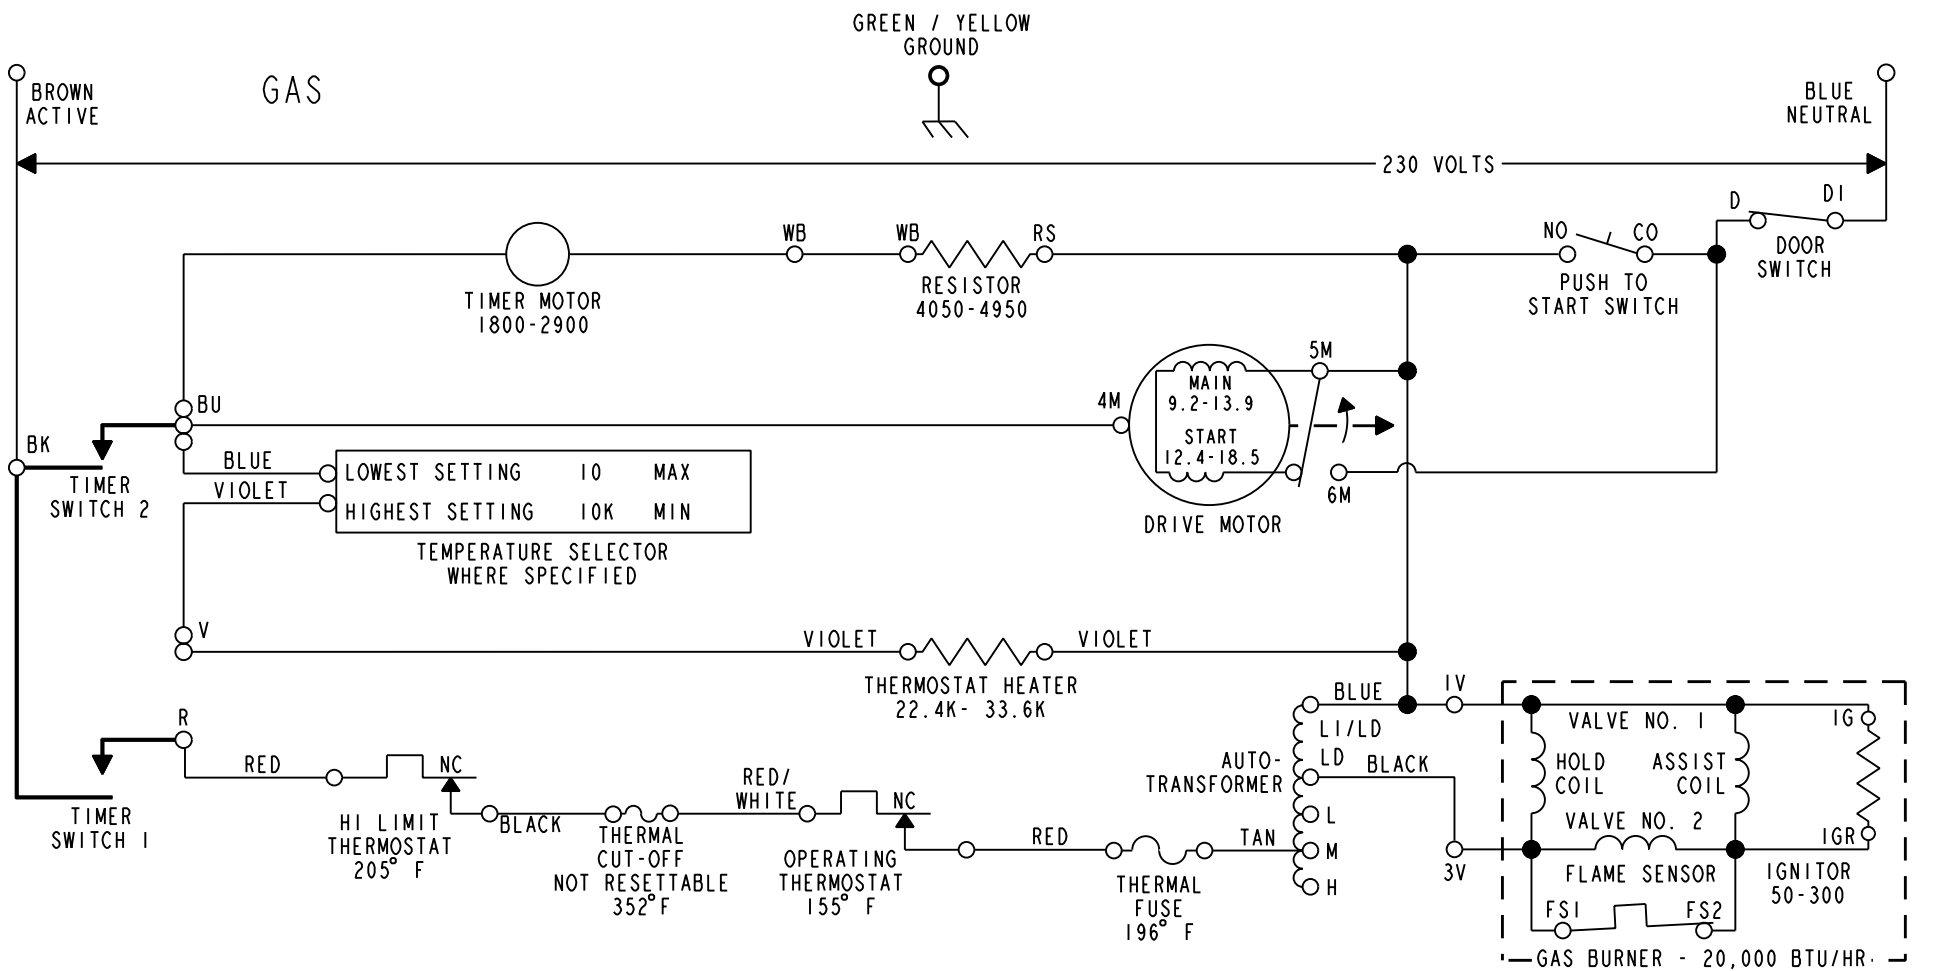 GREEN / YELLOW
GROUND
BROWN
ACTIVE
GAS
BLUE
NEUTRAL
230 VOLTS
D
D1
DOOR
SWITCH
WB
WB
RS
NO
CO
TIMER MOTOR
1800-2900
RESISTOR
4050-4950
PUSH TO
START SWITCH
BU
BK
TIMER
SWITCH 2
4M
5M
MAIN
9.2-13.9
START
12.4-18.5
6M
DRIVE MOTOR
BLUE
VIOLET
LOWEST SETTING 10 MAX
HIGHEST SETTING 10K MIN
TEMPERATURE SELECTOR
WHERE SPECIFIED
V
VIOLET
VIOLET
THERMOSTAT HEATER
22.4K- 33.6K
R
RED
NC
TIMER
SWITCH 1
HI LIMIT
THERMOSTAT
205° F
BLACK
THERMAL
CUT-OFF
NOT RESETTABLE
352°F
RED/
WHITE
NC
OPERATING
THERMOSTAT
155° F
RED
THERMAL
FUSE
196° F
TAN
AUTO-
TRANSFORMER
BLUE
L1/LD
LD
BLACK
L
M
H
1V
3V
VALVE NO. 1
HOLD
COIL
ASSIST
COIL
VALVE NO. 2
FLAME SENSOR
IG
IGR
IGNITOR
50-300
FS1
FS2
GAS BURNER - 20,000 BTU/HR.